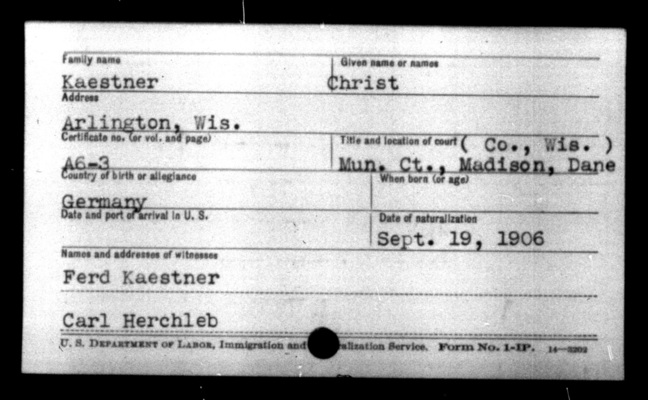 Family name Given name or names
Kaestner Christ
Address
Arlington, Wis.
Certificate no. (or vol. and page) Title and location of court ( Co., Wis. )
A6-3 Mun. Ct., Madison, Dane
Country of birth or allegiance When born (or age)
Germany
Date and port of arrival in U. S. Date of naturalization
Sept. 19, 1906
Names and addresses of witnesses
Ferd Kaestner
Carl Herchleb
U. S. DEPARTMENT OF LABOR, Immigration and ralization Service. Form No. 1-IP. 14—3202